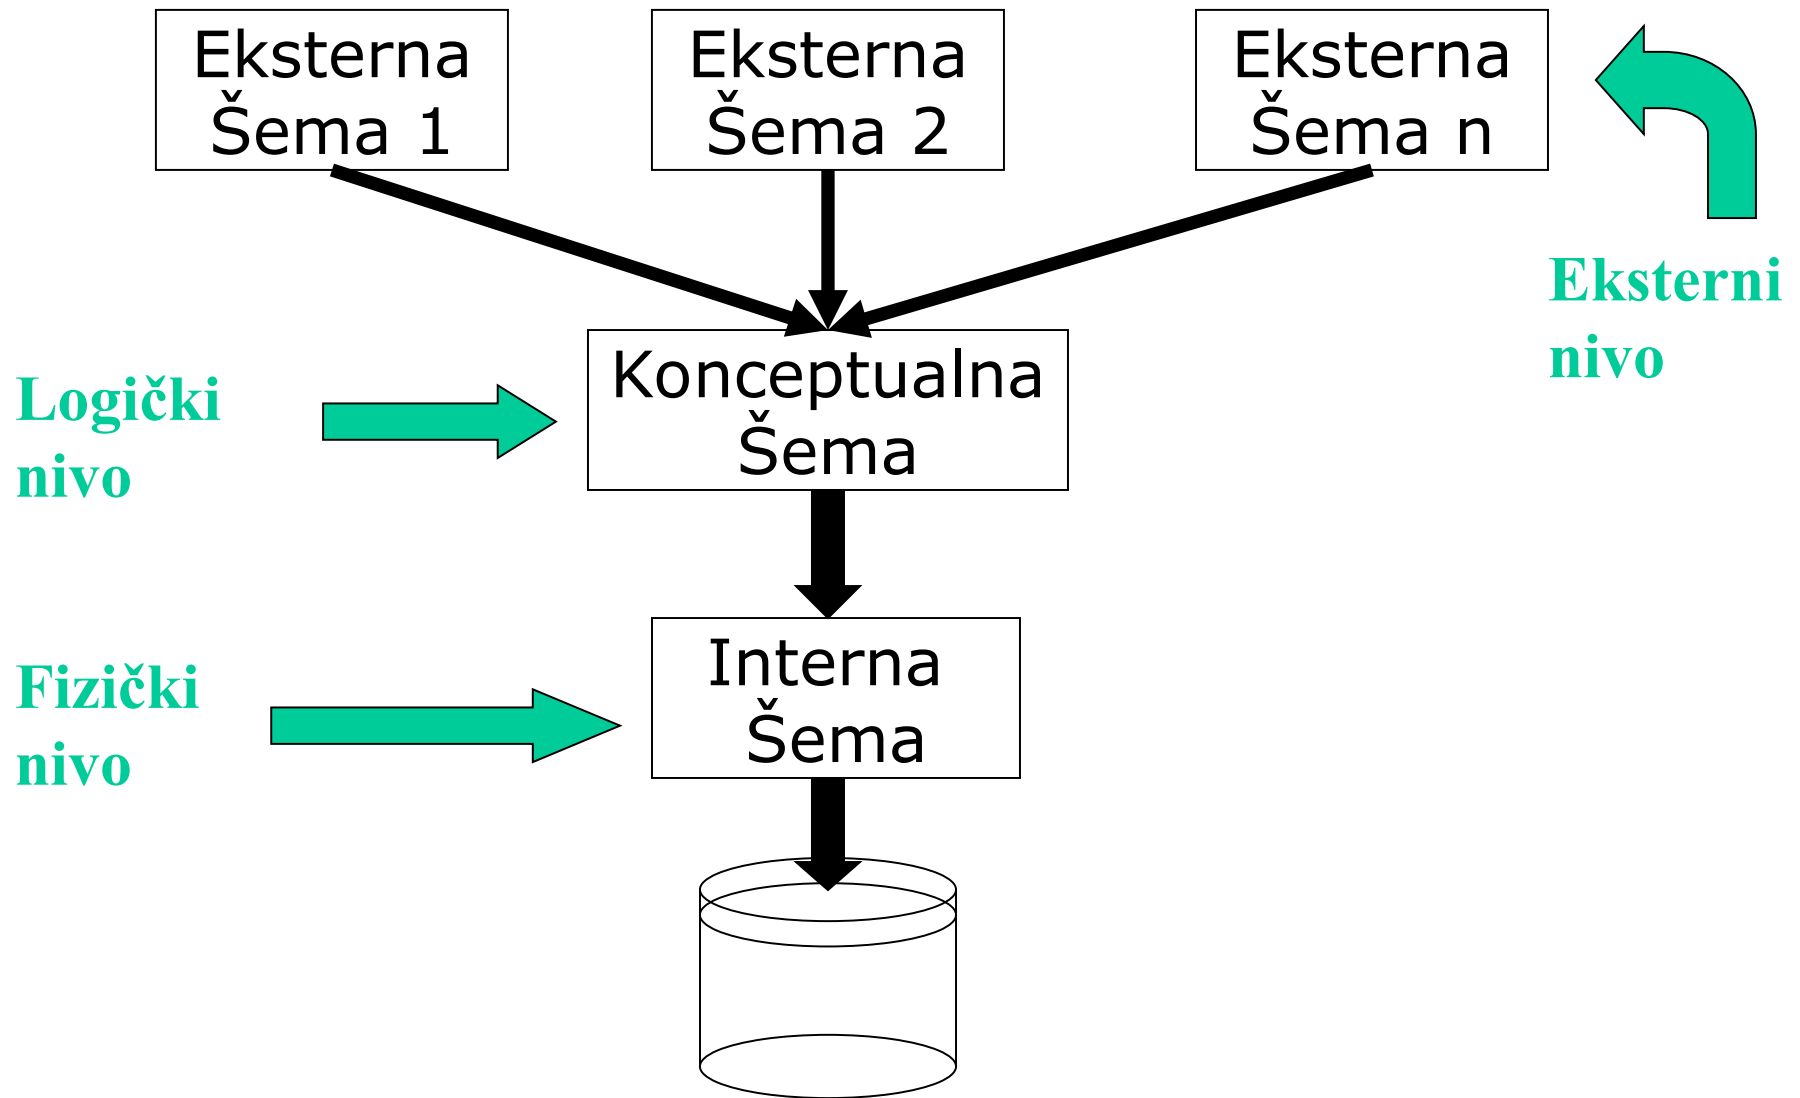 Eksterna
Šema 1
Eksterna
Šema 2
Eksterna
Šema n
Eksterni
nivo
Konceptualna
Šema
Logički
nivo
Interna
Šema
Fizički
nivo